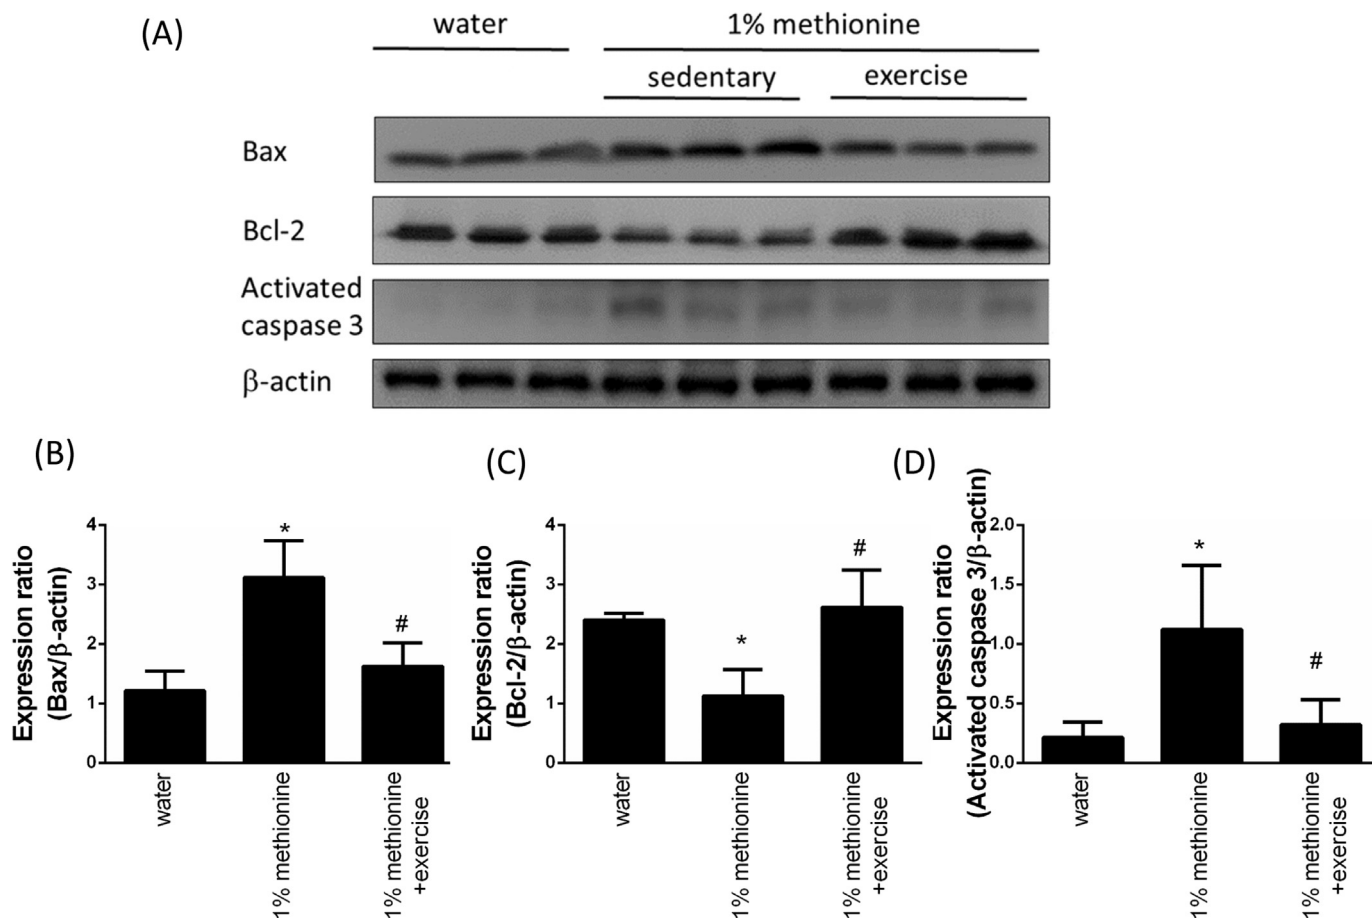 (A)
water
1% methionine
sedentary
exercise
Bax
Bcl-2
Activated
caspase 3
β-actin
(B)
Expression ratio
(Bax/β-actin)
4
3
2
1
0
*
#
water
1% methionine
1% methionine
+exercise
(C)
Expression ratio
(Bcl-2/β-actin)
4
3
2
1
0
*
#
water
1% methionine
1% methionine
+exercise
(D)
Expression ratio
(Activated caspase 3/β-actin)
2.0
1.5
1.0
0.5
0.0
*
#
water
1% methionine
1% methionine
+exercise